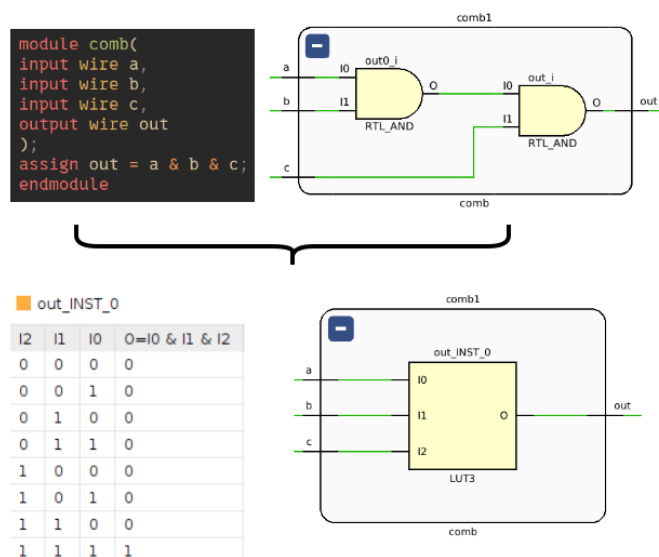 module comb(
input wire a,
input wire b,
input wire c,
output wire out
);
assign out = a & b & c;
endmodule
comb1
out0_i
a I0
O
b I1
RTL_AND
out_i
I0
O out
I1
RTL_AND
c
comb
out_INST_0
I2 I1 I0 O=I0 & I1 & I2
0 0 0 0
0 0 1 0
0 1 0 0
0 1 1 0
1 0 0 0
1 0 1 0
1 1 0 0
1 1 1 1
comb1
out_INST_0
a I0
b I1 O out
c I2
LUT3
comb